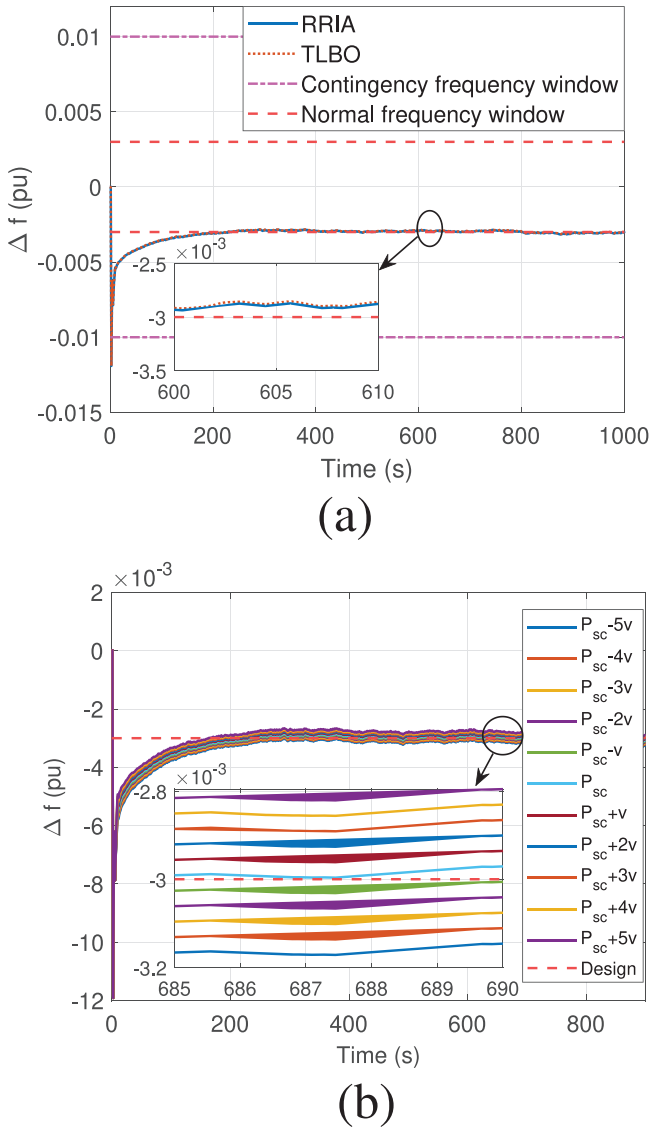 0.01
0.005
0
-0.005
-0.01
-0.015
Δ f (pu)
RRIA
TLBO
Contingency frequency window
Normal frequency window
× 10⁻³
-2.5
-3
-3.5
600
605
610
0
200
400
600
800
1000
Time (s)
(a)
× 10⁻³
2
0
-2
-4
-6
-8
-10
-12
Δ f (pu)
P_sc-5v
P_sc-4v
P_sc-3v
P_sc-2v
P_sc-v
P_sc
P_sc+v
P_sc+2v
P_sc+3v
P_sc+4v
P_sc+5v
Design
× 10⁻³
-2.8
-3
-3.2
685
686
687
688
689
690
0
200
400
600
800
Time (s)
(b)